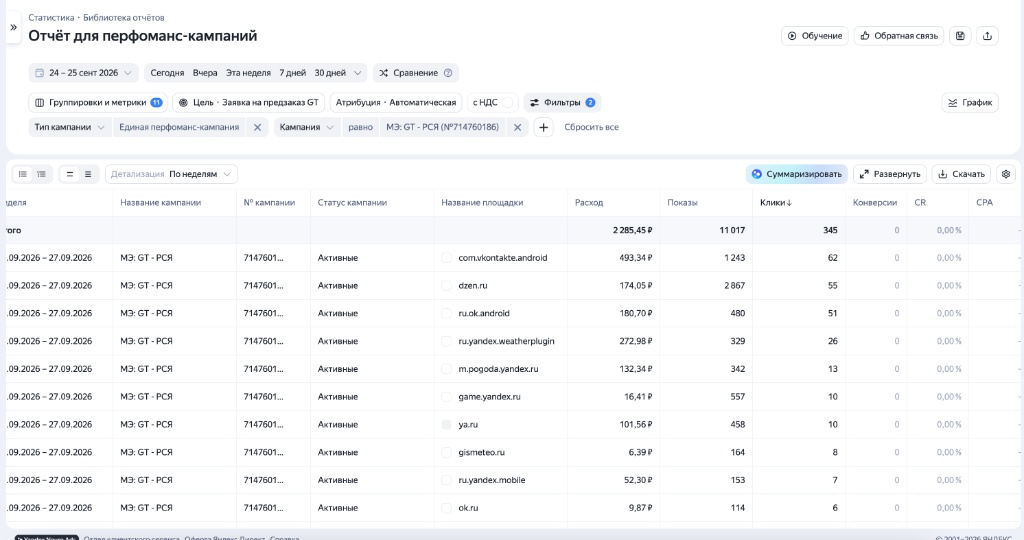 Статистика · Библиотека отчётов
Отчёт для перфоманс-кампаний
Обучение Обратная связь
24 – 25 сент 2026 Сегодня Вчера Эта неделя 7 дней 30 дней Сравнение
Группировки и метрики 11 Цель · Заявка на предзаказ GT Атрибуция · Автоматическая с НДС Фильтры 2 График
Тип кампании Единая перфоманс-кампания Кампания равно МЭ: GT - РСЯ (№714760186) Сбросить все
Детализация По неделям Суммаризировать Развернуть Скачать
еделя Название кампании № кампании Статус кампании Название площадки Расход Показы Клики↓ Конверсии CR CPA
того 2 285,45 ₽ 11 017 345 0 0,00 % -
.09.2026 – 27.09.2026 МЭ: GT - РСЯ 7147601... Активные com.vkontakte.android 493,34 ₽ 1 243 62 0 0,00 % -
.09.2026 – 27.09.2026 МЭ: GT - РСЯ 7147601... Активные dzen.ru 174,05 ₽ 2 867 55 0 0,00 % -
.09.2026 – 27.09.2026 МЭ: GT - РСЯ 7147601... Активные ru.ok.android 180,70 ₽ 480 51 0 0,00 % -
.09.2026 – 27.09.2026 МЭ: GT - РСЯ 7147601... Активные ru.yandex.weatherplugin 272,98 ₽ 329 26 0 0,00 % -
.09.2026 – 27.09.2026 МЭ: GT - РСЯ 7147601... Активные m.pogoda.yandex.ru 132,34 ₽ 342 13 0 0,00 % -
.09.2026 – 27.09.2026 МЭ: GT - РСЯ 7147601... Активные game.yandex.ru 16,41 ₽ 557 10 0 0,00 % -
.09.2026 – 27.09.2026 МЭ: GT - РСЯ 7147601... Активные ya.ru 101,56 ₽ 458 10 0 0,00 % -
.09.2026 – 27.09.2026 МЭ: GT - РСЯ 7147601... Активные gismeteo.ru 6,39 ₽ 164 8 0 0,00 % -
.09.2026 – 27.09.2026 МЭ: GT - РСЯ 7147601... Активные ru.yandex.mobile 52,30 ₽ 153 7 0 0,00 % -
.09.2026 – 27.09.2026 МЭ: GT - РСЯ 7147601... Активные ok.ru 9,87 ₽ 114 6 0 0,00 % -
Отдел клиентского сервиса Оферта Яндекс Директ Справка © 2001–2026 ЯНДЕКС